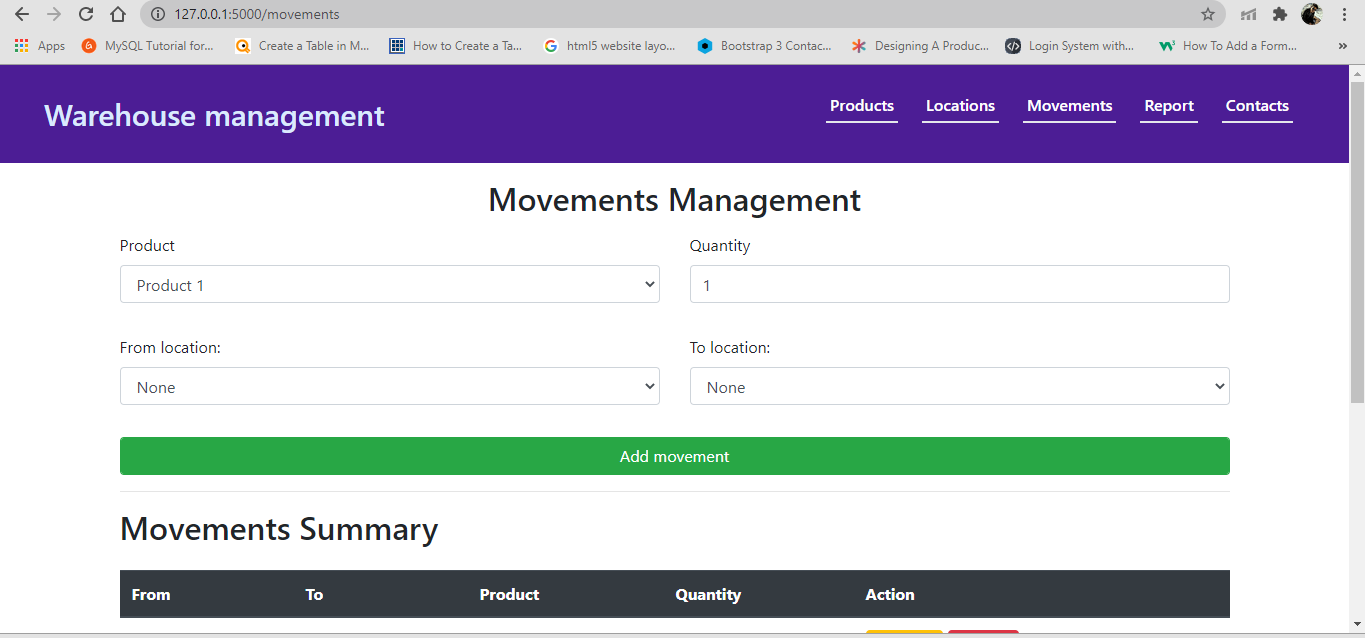 127.0.0.1:5000/movements
Apps MySQL Tutorial for... Create a Table in M... How to Create a Ta... html5 website layo... Bootstrap 3 Contac... Designing A Produc... Login System with... How To Add a Form... »
Warehouse management
Products Locations Movements Report Contacts
Movements Management
Product Quantity
Product 1 1
From location: To location:
None None
Add movement
Movements Summary
From To Product Quantity Action